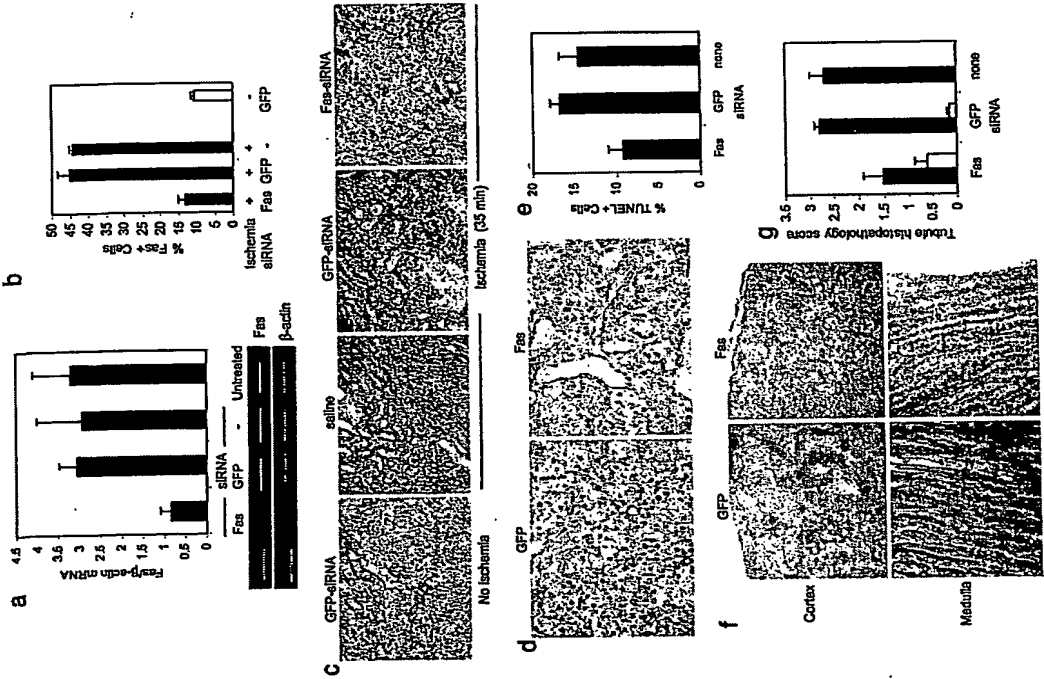 a
Fas/β-actin mRNA
4.5
4
3.5
3
2.5
2
1.5
1
0.5
0
Fas GFP - Untreated
siRNA
Fas
β-actin
b
% Fas+ Cells
50
45
40
35
30
25
20
15
10
5
0
Ischemia + + + -
siRNA Fas GFP - GFP
c
GFP-siRNA saline GFP-siRNA Fas-siRNA
No Ischemia Ischemia (35 min)
d
GFP Fas
e
% TUNEL+ Cells
20
15
10
5
0
Fas GFP none
siRNA
f
GFP Fas
Cortex
Medulla
g
Tubule histopathology score
3.5
3
2.5
2
1.5
1
0.5
0
Fas GFP none
siRNA